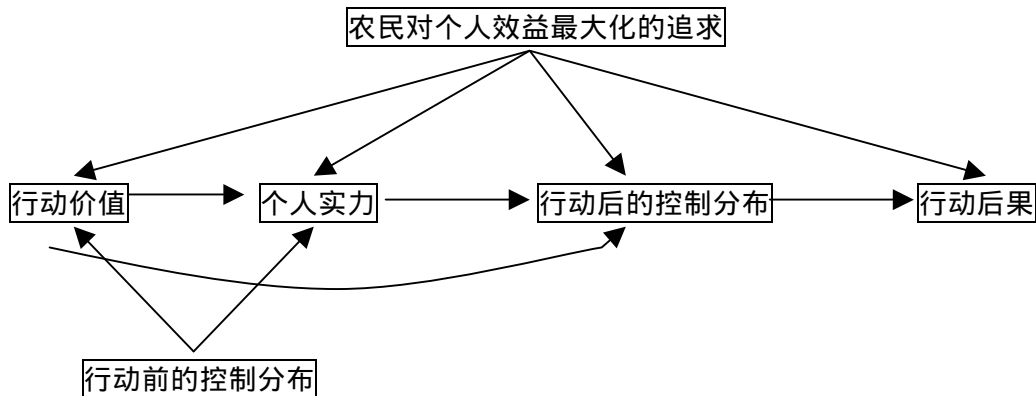 农民对个人效益最大化的追求
行动价值
个人实力
行动后的控制分布
行动后果
行动前的控制分布